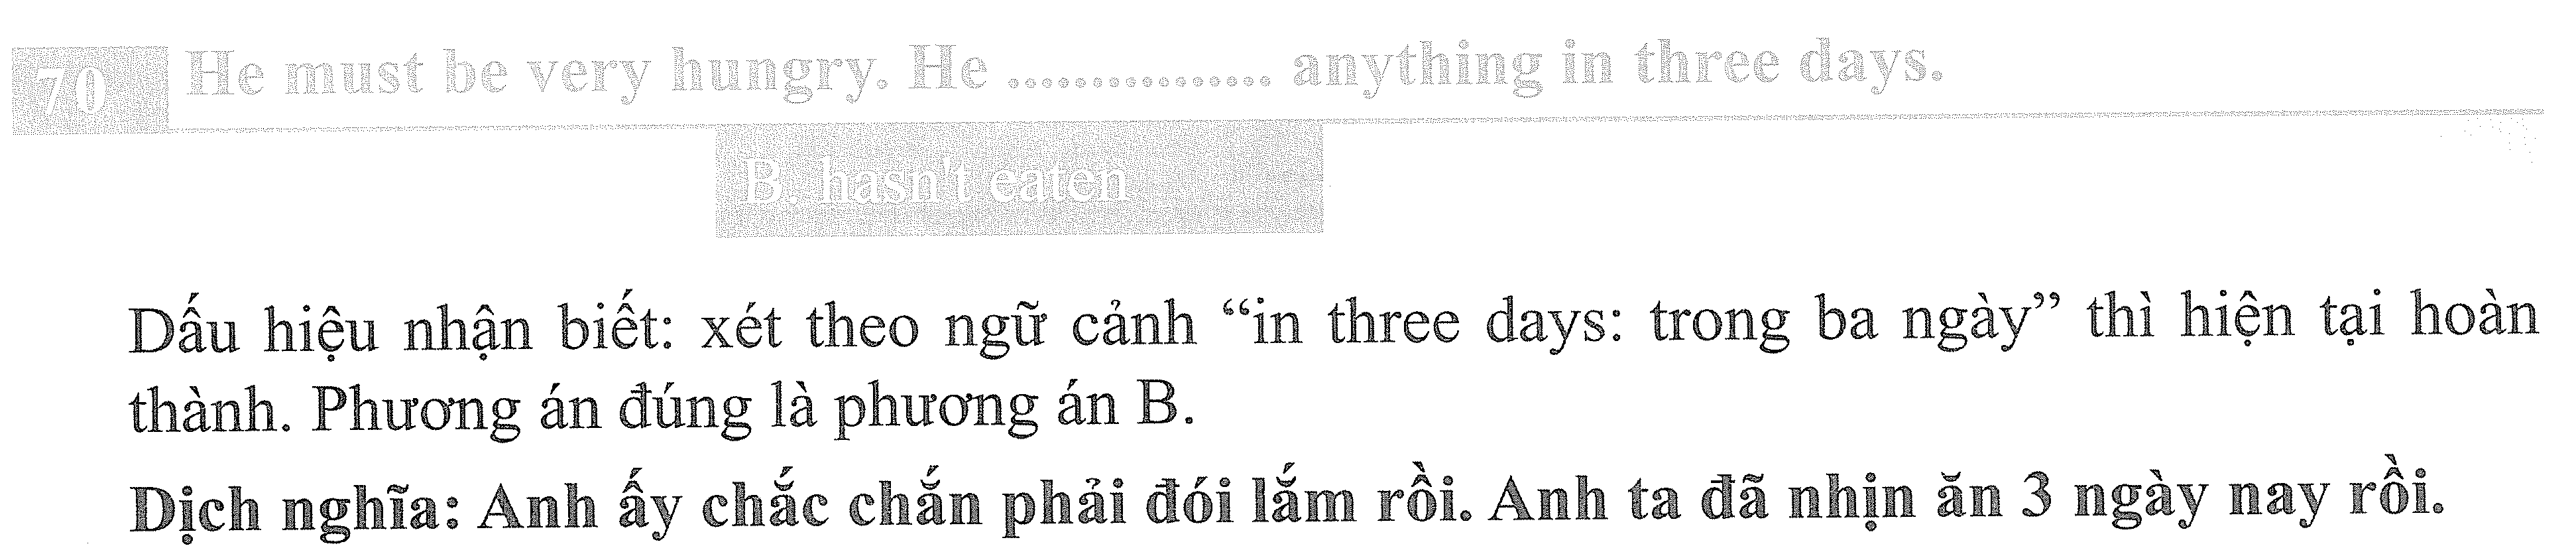 70 He must be very hungry. He ................ anything in three days.
B. hasn't eaten
Dấu hiệu nhận biết: xét theo ngữ cảnh “in three days: trong ba ngày” thì hiện tại hoàn
thành. Phương án đúng là phương án B.
Dịch nghĩa: Anh ấy chắc chắn phải đói lắm rồi. Anh ta đã nhịn ăn 3 ngày nay rồi.